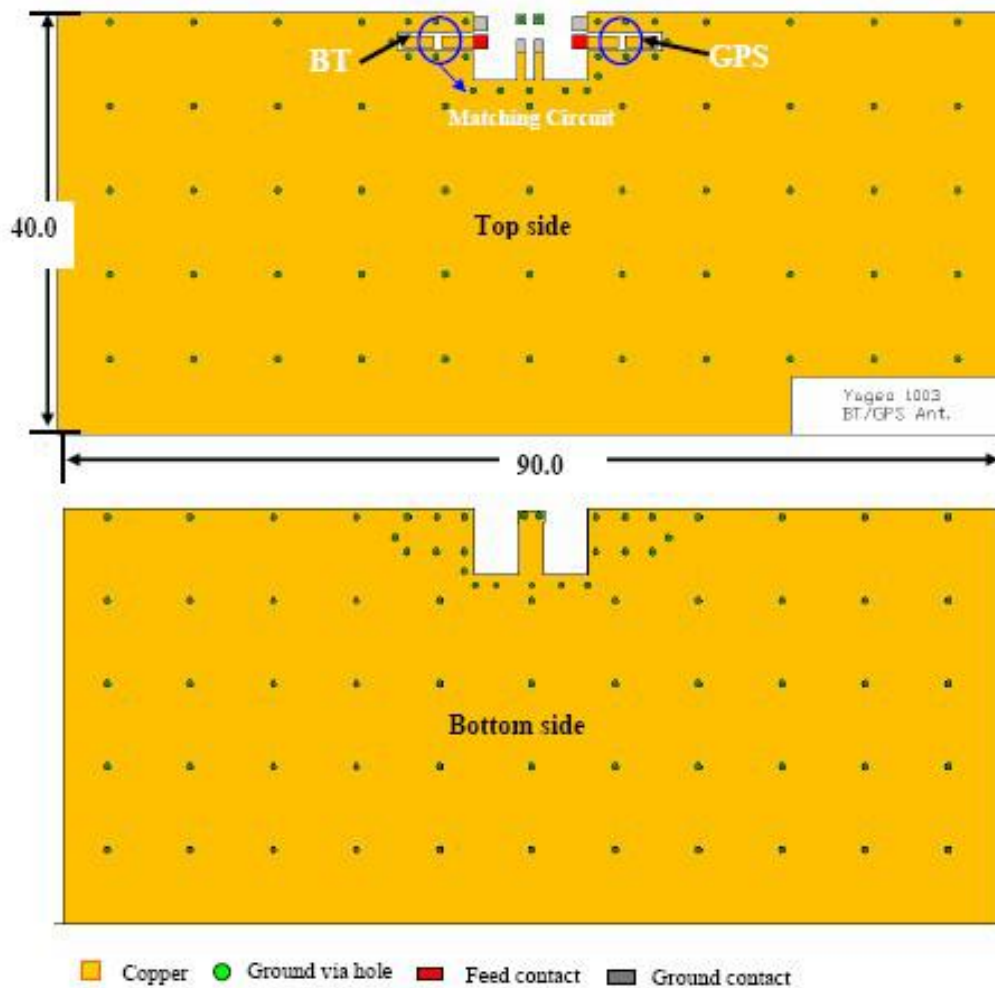 BT
GPS
Matching Circuit
40.0
Top side
Yageo 1003
BT/GPS Ant.
90.0
Bottom side
Copper
Ground via hole
Feed contact
Ground contact